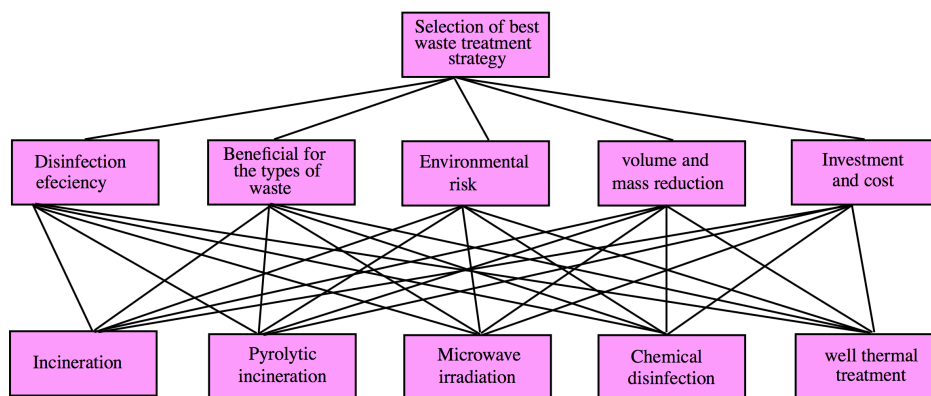 Selection of best
waste treatment
strategy
Disinfection
efeciency
Beneficial for
the types of
waste
Environmental
risk
volume and
mass reduction
Investment
and cost
Incineration
Pyrolytic
incineration
Microwave
irradiation
Chemical
disinfection
well thermal
treatment